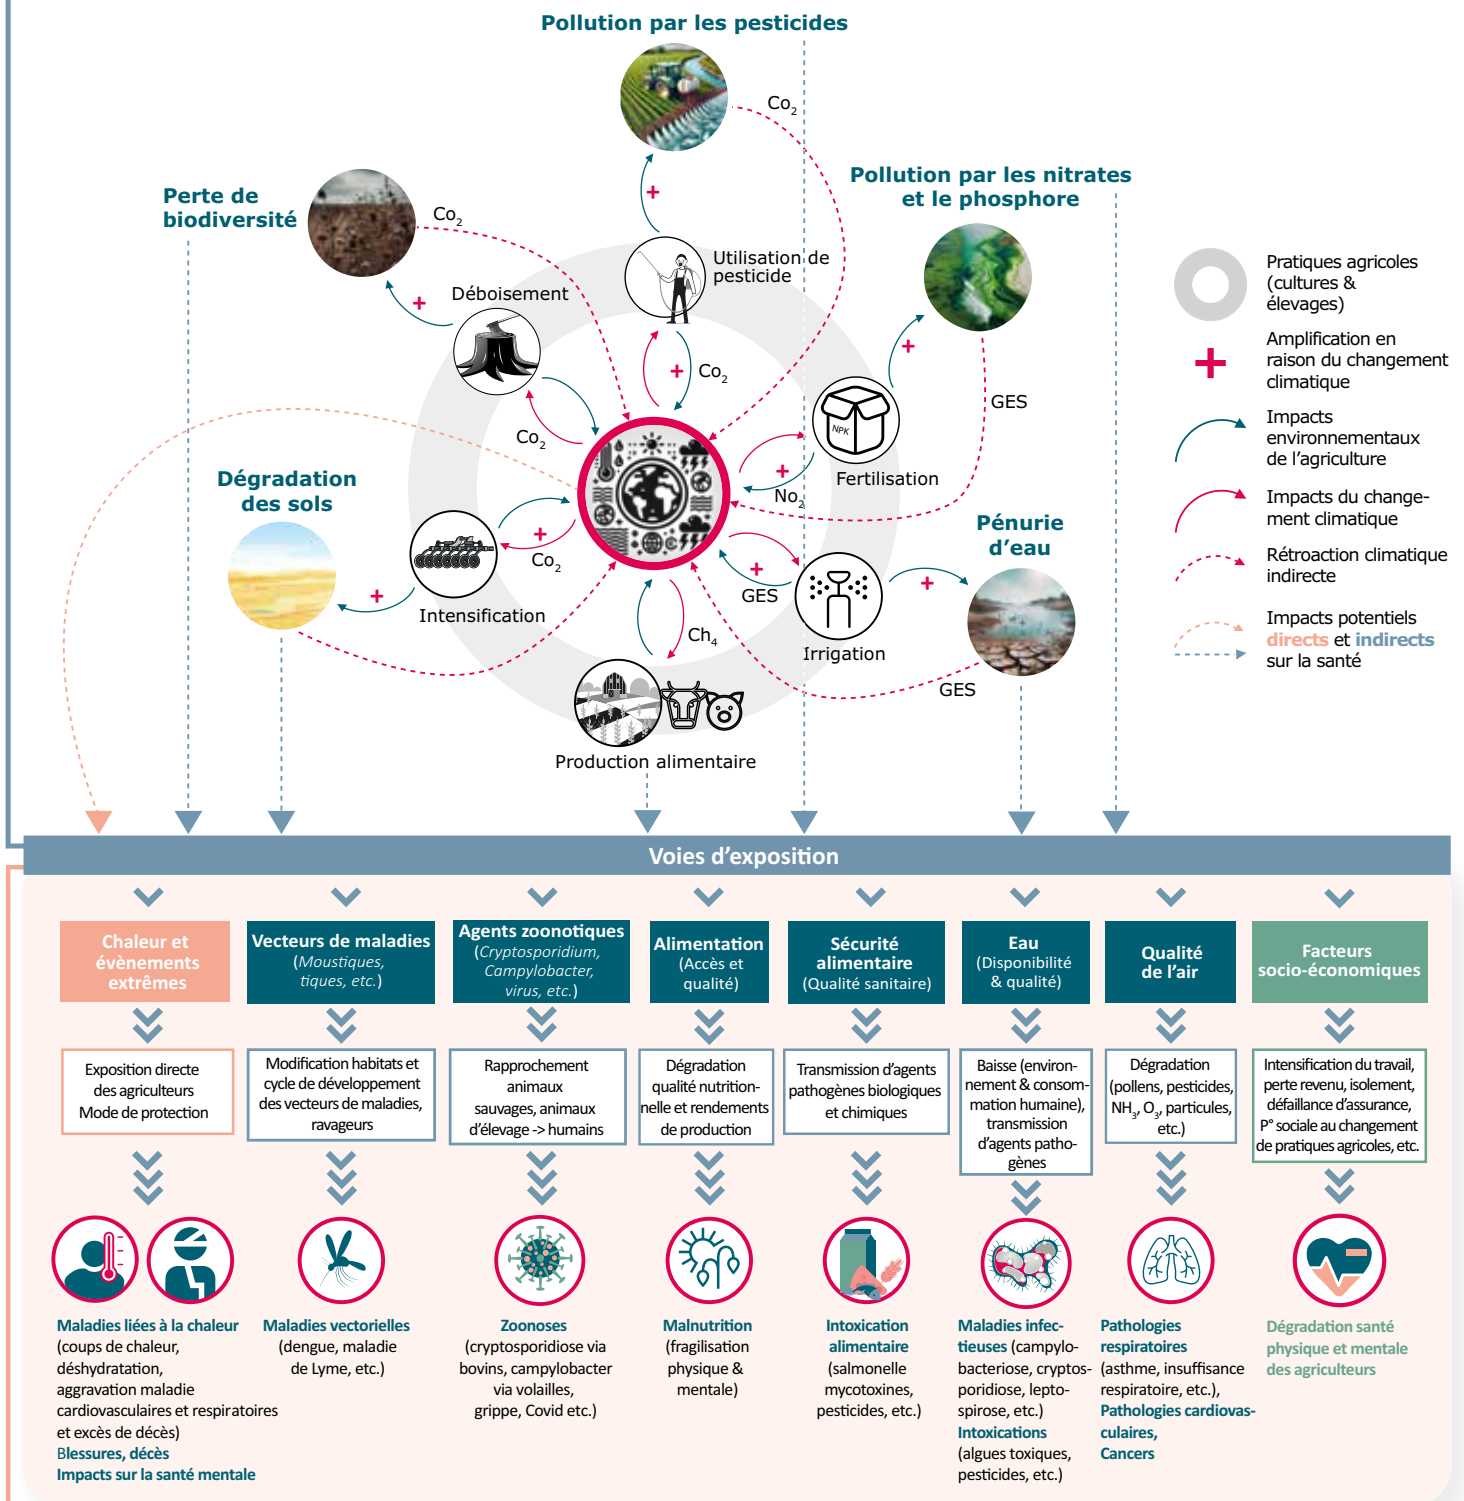 Pollution par les pesticides
Co2
Pollution par les nitrates
et le phosphore
Perte de
biodiversité
Co2
Utilisation de
pesticide
Déboisement
Pratiques agricoles
(cultures &
élevages)
Amplification en
raison du changement
climatique
Impacts
environnementaux
de l’agriculture
Impacts du change-
ment climatique
Rétroaction climatique
indirecte
Impacts potentiels
directs et indirects
sur la santé
+
+
+
+
+
Co2
GES
Co2
NPK
Fertilisation
+
No2
Dégradation
des sols
Pénurie
d’eau
+
Co2
+
GES
+
+
Intensification
Ch4
Irrigation
GES
Production alimentaire
Voies d’exposition
Chaleur et
évènements
extrêmes
Vecteurs de maladies
(Moustiques,
tiques, etc.)
Agents zoonotiques
(Cryptosporidium,
Campylobacter,
virus, etc.)
Alimentation
(Accès et
qualité)
Sécurité
alimentaire
(Qualité sanitaire)
Eau
(Disponibilité
& qualité)
Qualité
de l’air
Facteurs
socio-économiques
Exposition directe
des agriculteurs
Mode de protection
Modification habitats et
cycle de développement
des vecteurs de maladies,
ravageurs
Rapprochement
animaux
sauvages, animaux
d’élevage -> humains
Dégradation
qualité nutrition-
nelle et rendements
de production
Transmission d’agents
pathogènes biologiques
et chimiques
Baisse (environ-
nement & consom-
mation humaine),
transmission
d’agents patho-
gènes
Dégradation
(pollens, pesticides,
NH3, O3, particules,
etc.)
Intensification du travail,
perte revenu, isolement,
défaillance d’assurance,
P° sociale au changement
de pratiques agricoles, etc.
Maladies liées à la chaleur
(coups de chaleur,
déshydratation,
aggravation maladie
cardiovasculaires et respiratoires
et excès de décès)
Blessures, décès
Impacts sur la santé mentale
Maladies vectorielles
(dengue, maladie
de Lyme, etc.)
Zoonoses
(cryptosporidiose via
bovins, campylobacter
via volailles,
grippe, Covid etc.)
Malnutrition
(fragilisation
physique &
mentale)
Intoxication
alimentaire
(salmonelle
mycotoxines,
pesticides, etc.)
Maladies infec-
tieuses (campylo-
bacteriose, cryptos-
poridiose, lepto-
spirose, etc.)
Intoxications
(algues toxiques,
pesticides, etc.)
Pathologies
respiratoires
(asthme, insuffisance
respiratoire, etc.),
Pathologies cardiovas-
culaires,
Cancers
Dégradation santé
physique et mentale
des agriculteurs